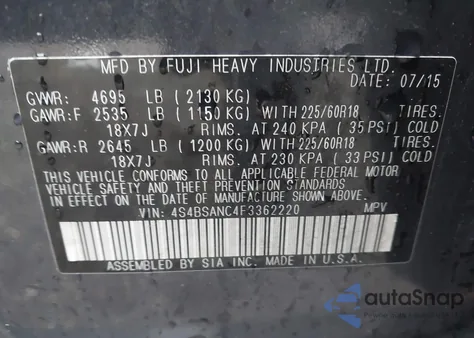 MFD BY FUJI HEAVY INDUSTRIES LTD.
DATE: 07/15
GVWR: 4695 LB (2130 KG)
GAWR:F 2535 LB (1150 KG) WITH 225/60R18 TIRES,
18X7J RIMS, AT 240 KPA (35 PSI) COLD
GAWR:R 2645 LB (1200 KG) WITH 225/60R18 TIRES,
18X7J RIMS, AT 230 KPA (33 PSI) COLD
THIS VEHICLE CONFORMS TO ALL APPLICABLE FEDERAL MOTOR
VEHICLE SAFETY AND THEFT PREVENTION STANDARDS
IN EFFECT ON THE DATE OF MANUFACTURE SHOWN ABOVE.
VIN: 4S4BSANC4F3362220 MPV
ASSEMBLED BY SIA INC. MADE IN U.S.A.
autoSnap